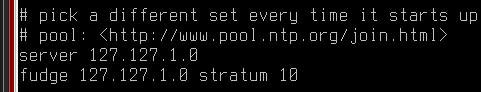 # pick a different set every time it starts up
# pool: <http://www.pool.ntp.org/join.html>
server 127.127.1.0
fudge 127.127.1.0 stratum 10